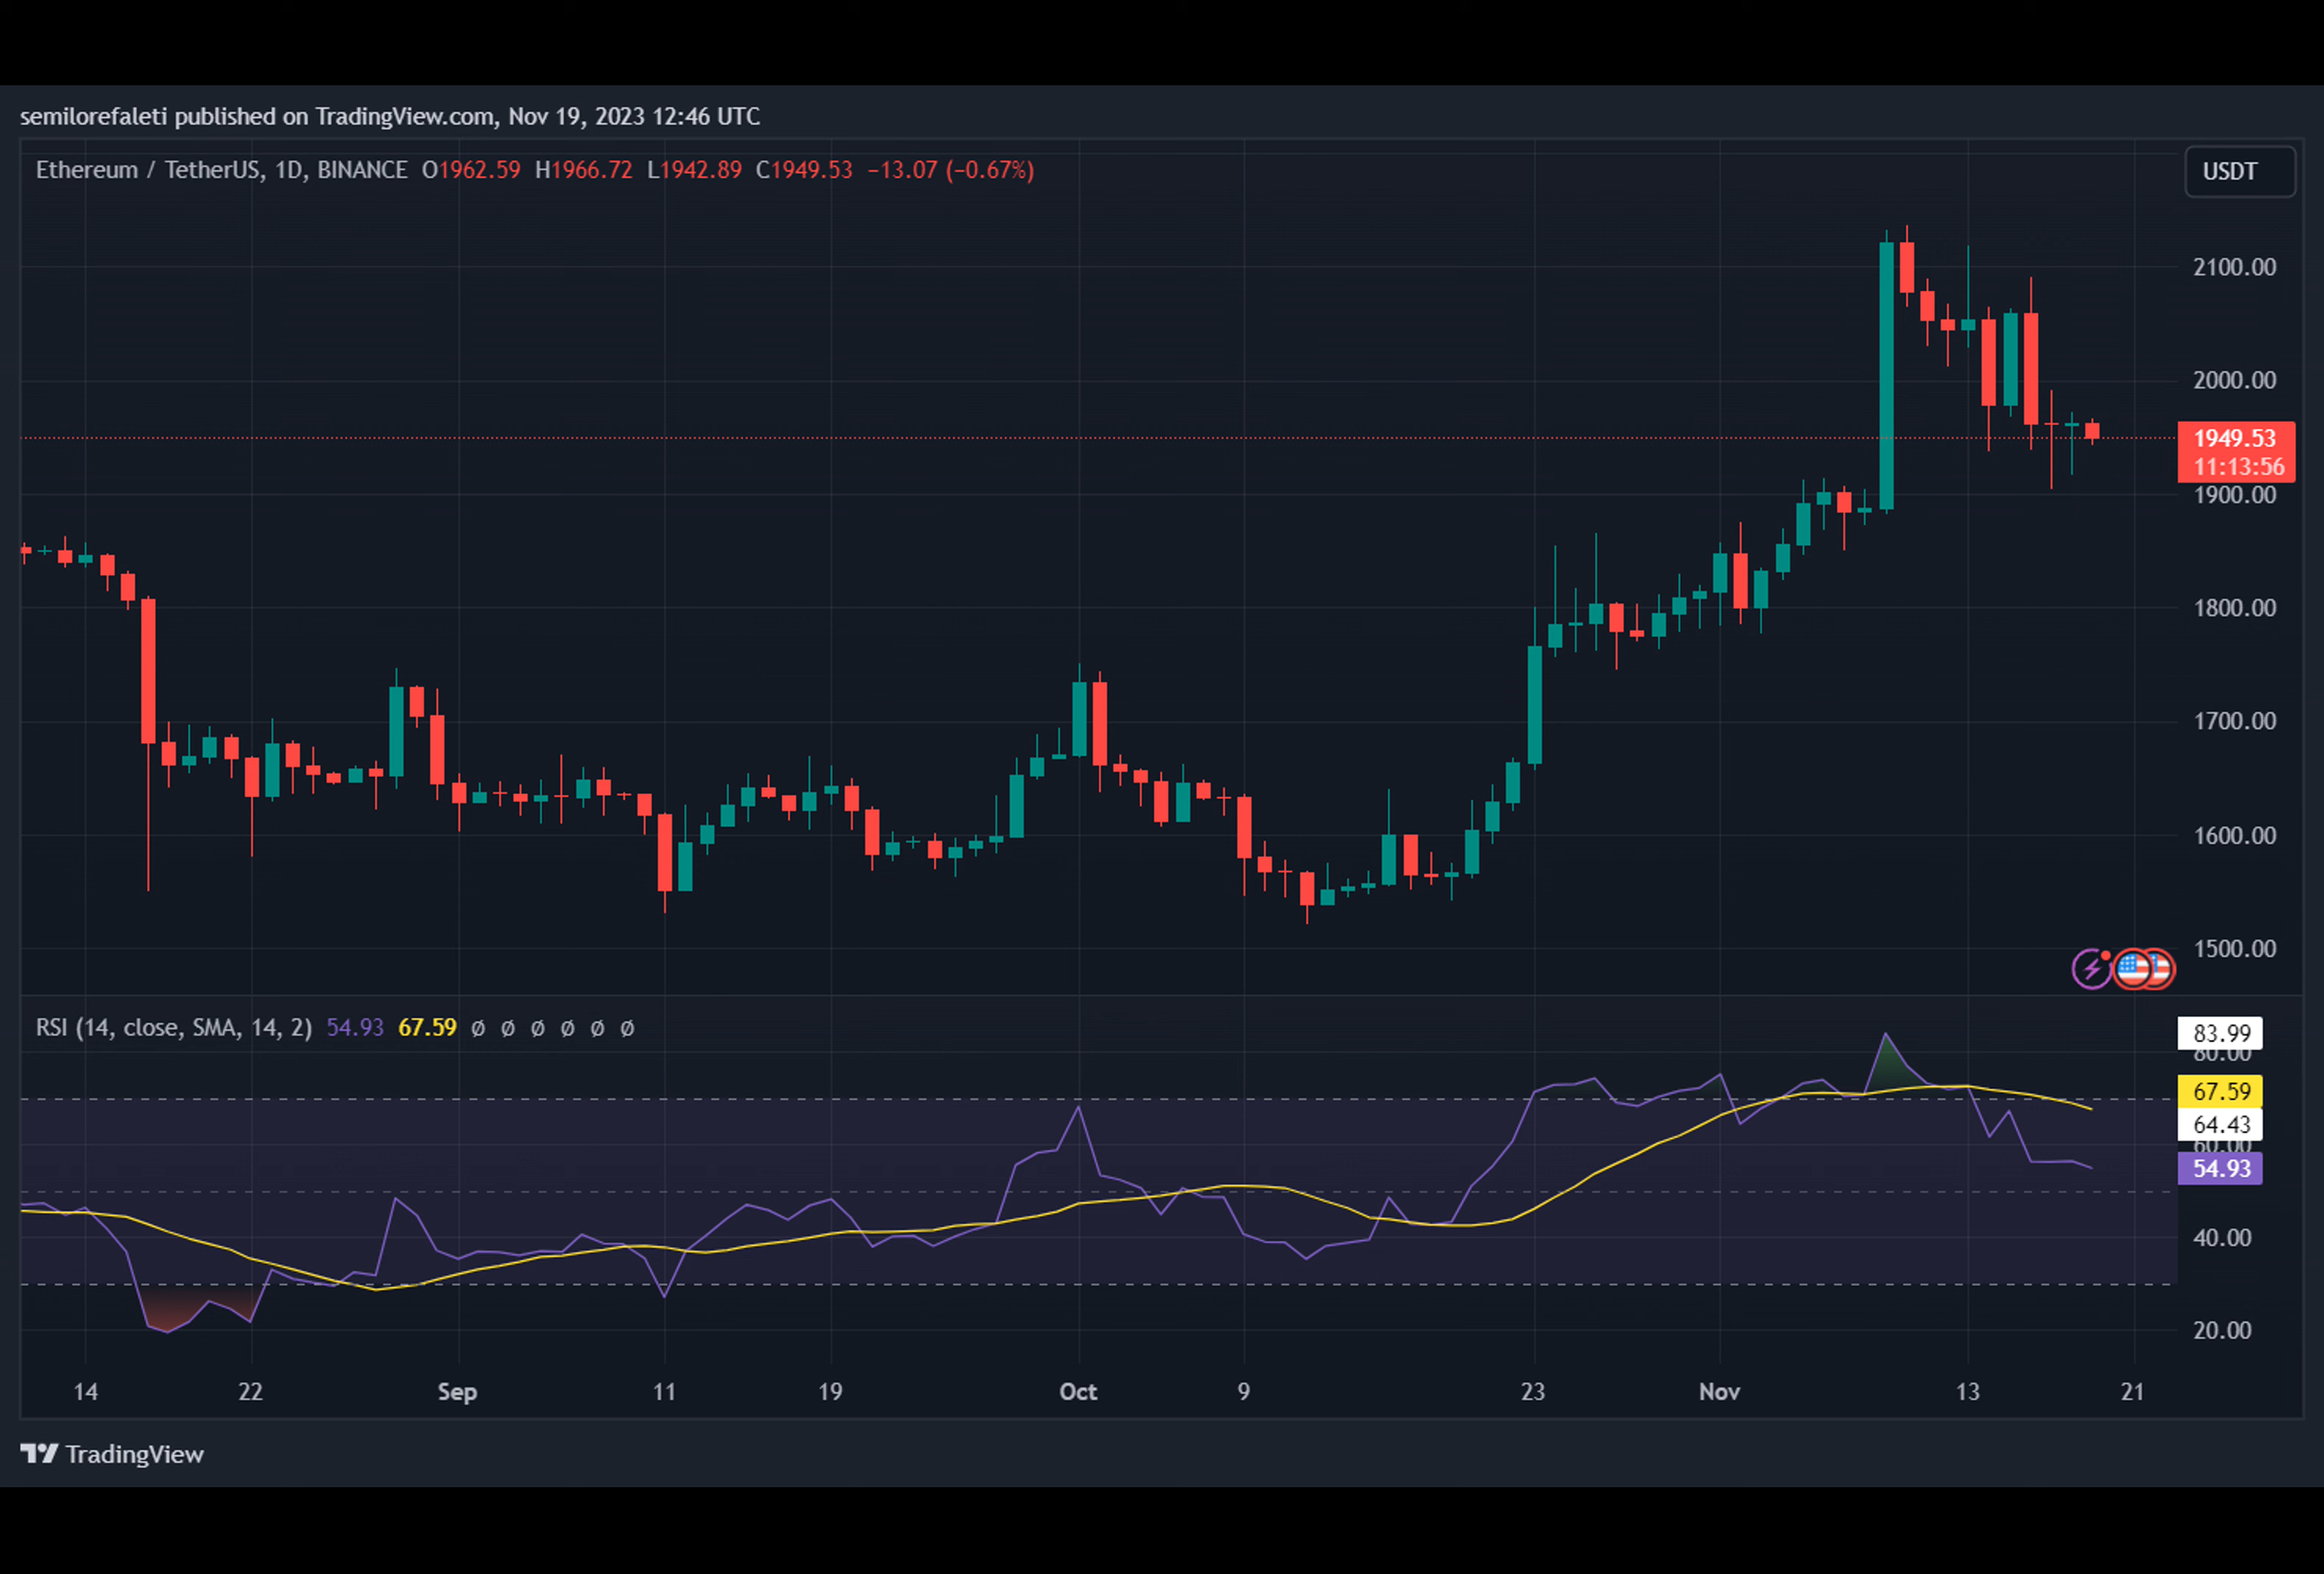 semilorefaleti published on TradingView.com, Nov 19, 2023 12:46 UTC
Ethereum / TetherUS, 1D, BINANCE O1962.59 H1966.72 L1942.89 C1949.53 −13.07 (−0.67%)
USDT
2100.00
2000.00
1949.53
11:13:56
1900.00
1800.00
1700.00
1600.00
1500.00
RSI (14, close, SMA, 14, 2) 54.93 67.59 ø ø ø ø ø ø
83.99
80.00
67.59
64.43
60.00
54.93
40.00
20.00
14 22 Sep 11 19 Oct 9 23 Nov 13 21
TradingView